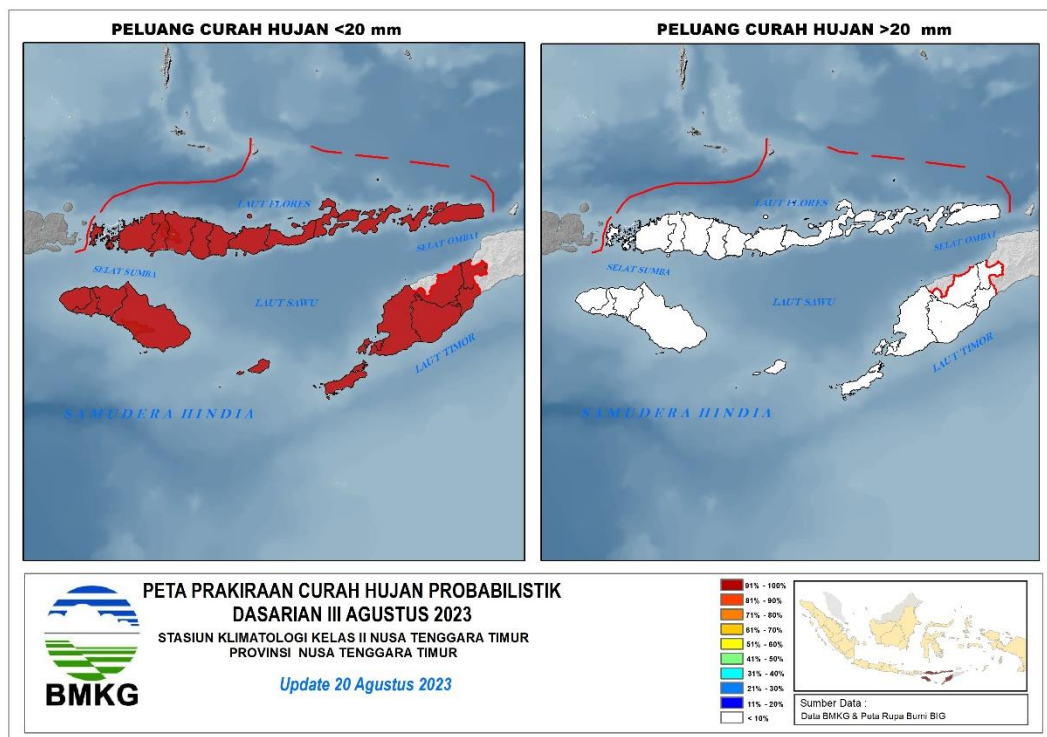 PELUANG CURAH HUJAN <20 mm
LAUT FLORES
SELAT OMBAI
SELAT SUMBA
LAUT SAWU
LAUT TIMOR
SAMUDERA HINDIA
PELUANG CURAH HUJAN >20 mm
LAUT FLORES
SELAT OMBAI
SELAT SUMBA
LAUT SAWU
LAUT TIMOR
SAMUDERA HINDIA
BMKG
PETA PRAKIRAAN CURAH HUJAN PROBABILISTIK
DASARIAN III AGUSTUS 2023
STASIUN KLIMATOLOGI KELAS II NUSA TENGGARA TIMUR
PROVINSI NUSA TENGGARA TIMUR
Update 20 Agustus 2023
91% - 100%
81% - 90%
71% - 80%
61% - 70%
51% - 60%
41% - 50%
31% - 40%
21% - 30%
11% - 20%
< 10%
Sumber Data :
Data BMKG & Peta Rupa Bumi BIG